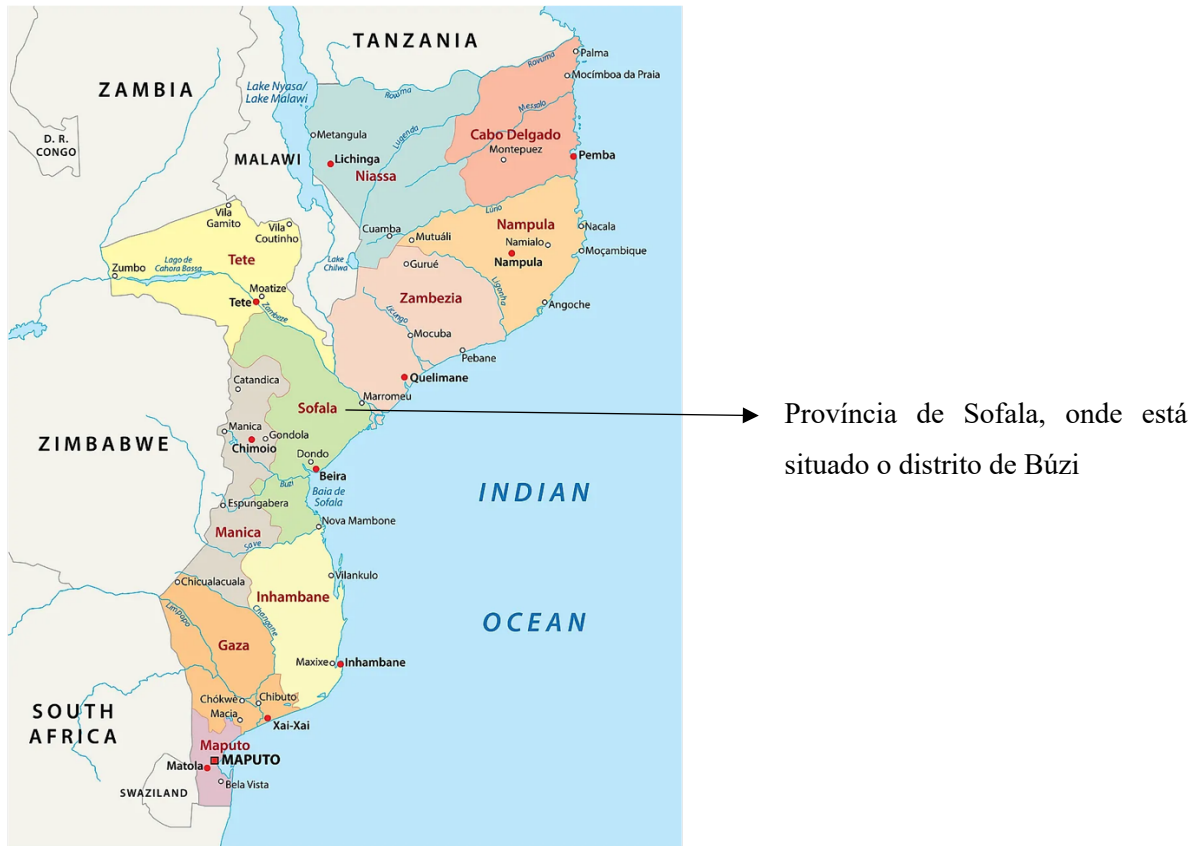 TANZANIA
Palma
Rovuma
Mocímboa da Praia
ZAMBIA
Lake Nyasa/
Lake Malawi
Rovuma
Messalo
D. R.
CONGO
Metangula
Lugenda
Cabo Delgado
Montepuez
MALAWI
Lichinga
Pemba
Niassa
Vila
Gamito
Lúrio
Vila
Coutinho
Cuamba
Mutuáli
Nampula
Nacala
Namialo
Moçambique
Nampula
Lake
Chilwa
Gurué
Zumbo
Lago de
Cahora Bassa
Tete
Moatize
Tete
Zambeze
Zambezia
Ligonha
Angoche
Licungo
Mocuba
Pebane
Quelimane
Catandica
Marromeu
Sofala
Província de Sofala, onde está
situado o distrito de Búzi
ZIMBABWE
Manica
Gondola
Chimoio
Dondo
Beira
Búzi
Baia de
Sofala
INDIAN
Espungabera
Nova Mambone
Manica
Save
Chicualacuala
Vilankulo
Inhambane
Limpopo
Changane
OCEAN
Gaza
Maxixe
Inhambane
Chókwè
Chibuto
Macia
Xai-Xai
SOUTH
AFRICA
Maputo
MAPUTO
Matola
Bela Vista
SWAZILAND